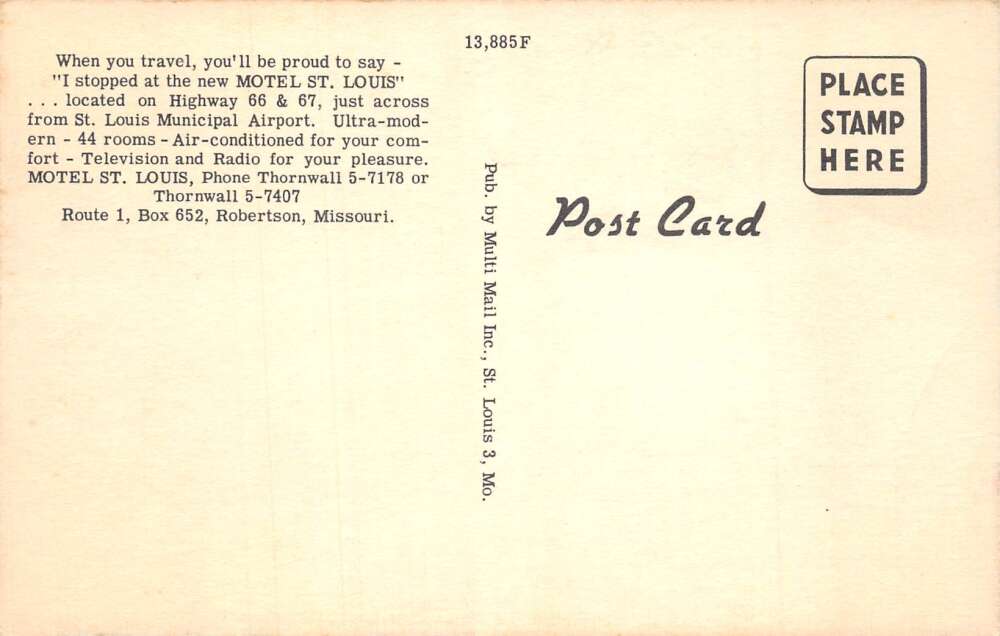 13,885F
When you travel, you'll be proud to say -
"I stopped at the new MOTEL ST. LOUIS"
. . . located on Highway 66 & 67, just across
from St. Louis Municipal Airport. Ultra-mod-
ern - 44 rooms - Air-conditioned for your com-
fort - Television and Radio for your pleasure.
MOTEL ST. LOUIS, Phone Thornwall 5-7178 or
Thornwall 5-7407
Route 1, Box 652, Robertson, Missouri.
Pub. by Multi Mail Inc., St. Louis 3, Mo.
Post Card
PLACE
STAMP
HERE